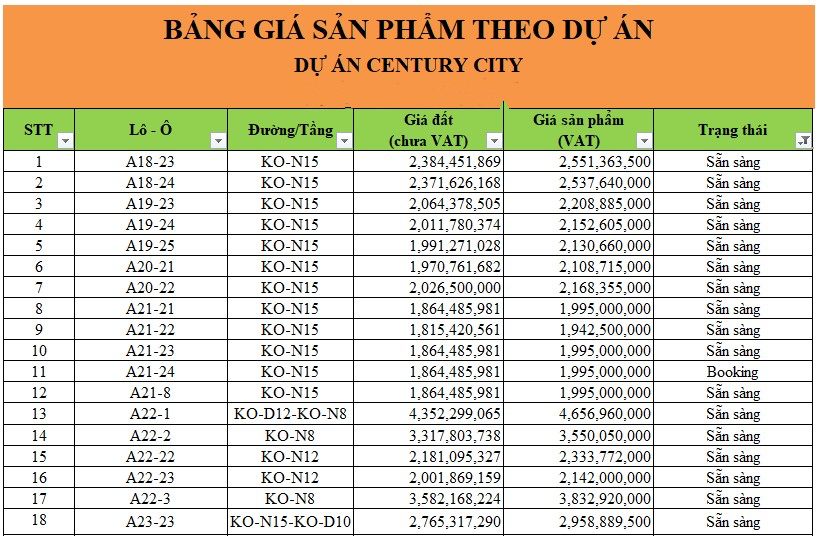 BẢNG GIÁ SẢN PHẨM THEO DỰ ÁN
DỰ ÁN CENTURY CITY
STT Lô - Ô Đường/Tầng Giá đất (chưa VAT) Giá sản phẩm (VAT) Trạng thái
1 A18-23 KO-N15 2,384,451,869 2,551,363,500 Sẵn sàng
2 A18-24 KO-N15 2,371,626,168 2,537,640,000 Sẵn sàng
3 A19-23 KO-N15 2,064,378,505 2,208,885,000 Sẵn sàng
4 A19-24 KO-N15 2,011,780,374 2,152,605,000 Sẵn sàng
5 A19-25 KO-N15 1,991,271,028 2,130,660,000 Sẵn sàng
6 A20-21 KO-N15 1,970,761,682 2,108,715,000 Sẵn sàng
7 A20-22 KO-N15 2,026,500,000 2,168,355,000 Sẵn sàng
8 A21-21 KO-N15 1,864,485,981 1,995,000,000 Sẵn sàng
9 A21-22 KO-N15 1,815,420,561 1,942,500,000 Sẵn sàng
10 A21-23 KO-N15 1,864,485,981 1,995,000,000 Sẵn sàng
11 A21-24 KO-N15 1,864,485,981 1,995,000,000 Booking
12 A21-8 KO-N15 1,864,485,981 1,995,000,000 Sẵn sàng
13 A22-1 KO-D12-KO-N8 4,352,299,065 4,656,960,000 Sẵn sàng
14 A22-2 KO-N8 3,317,803,738 3,550,050,000 Sẵn sàng
15 A22-22 KO-N12 2,181,095,327 2,333,772,000 Sẵn sàng
16 A22-23 KO-N12 2,001,869,159 2,142,000,000 Sẵn sàng
17 A22-3 KO-N8 3,582,168,224 3,832,920,000 Sẵn sàng
18 A23-23 KO-N15-KO-D10 2,765,317,290 2,958,889,500 Sẵn sàng